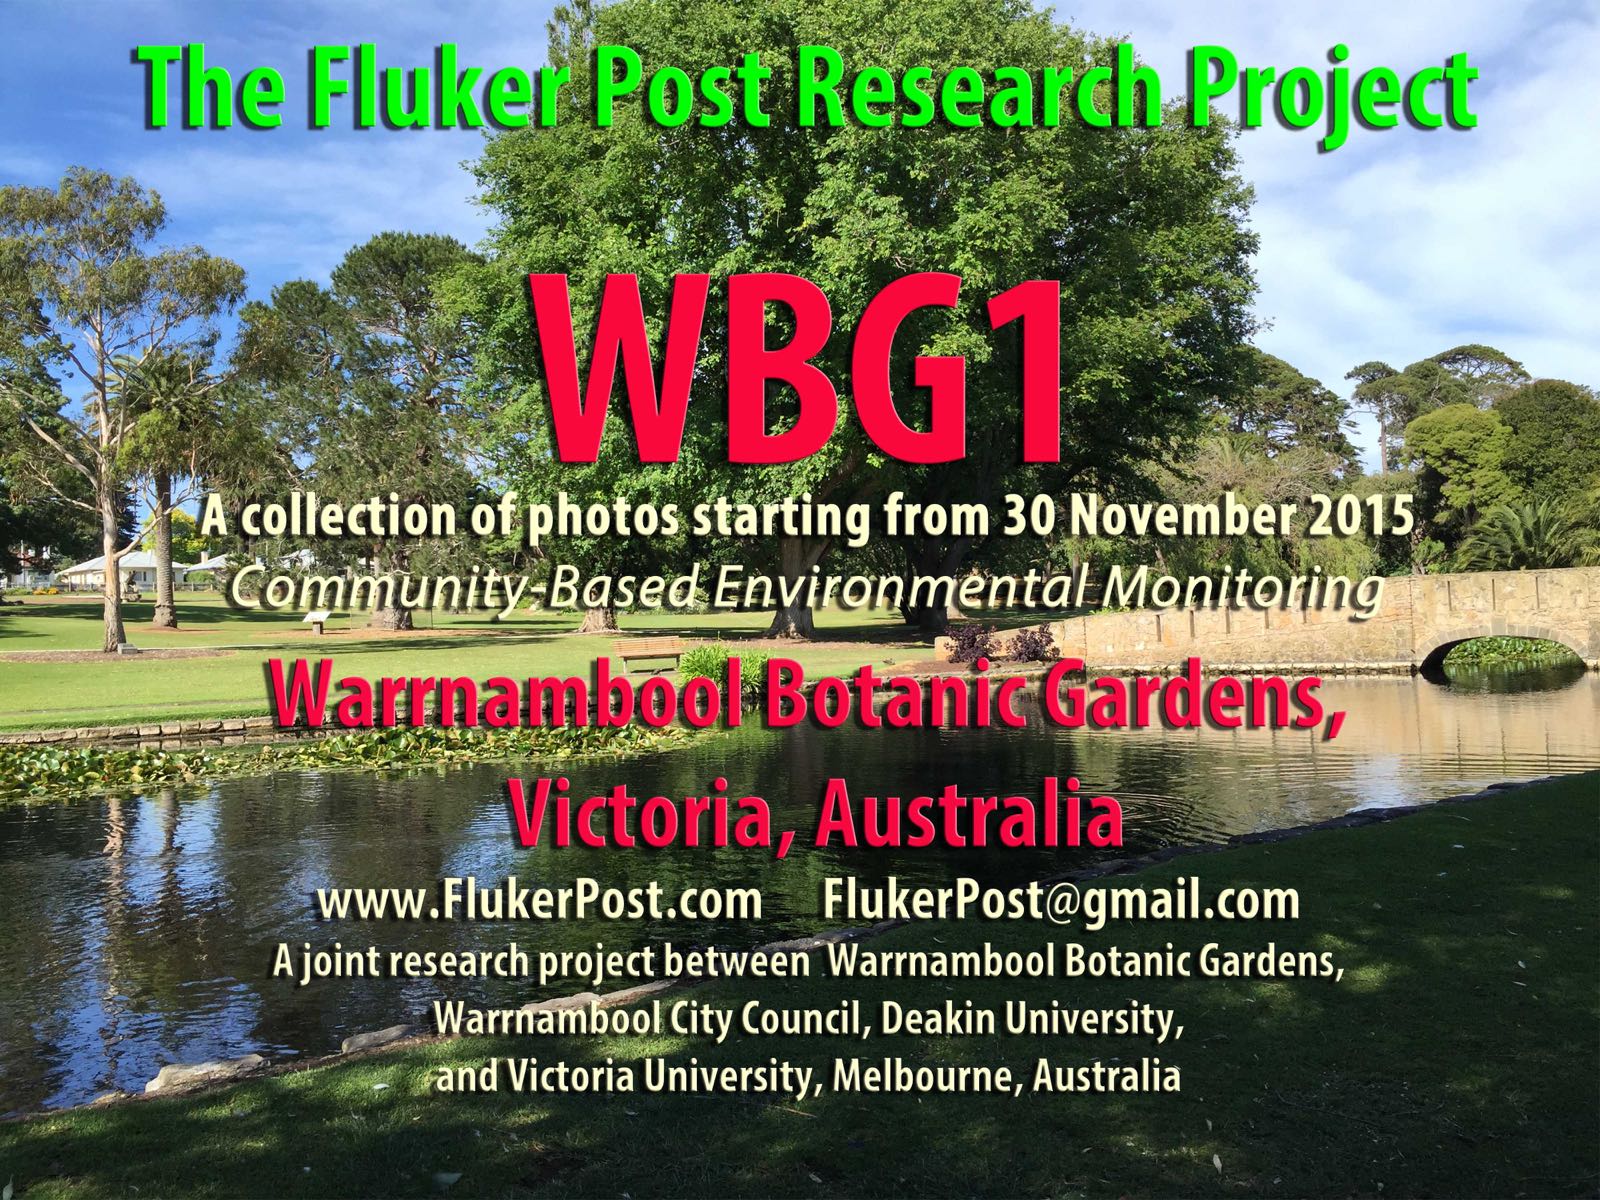 The Fluker Post Research Project
WBG1
A collection of photos starting from 30 November 2015
Community-Based Environmental Monitoring
Warrnambool Botanic Gardens,
Victoria, Australia
www.FlukerPost.com FlukerPost@gmail.com
A joint research project between Warrnambool Botanic Gardens,
Warrnambool City Council, Deakin University,
and Victoria University, Melbourne, Australia